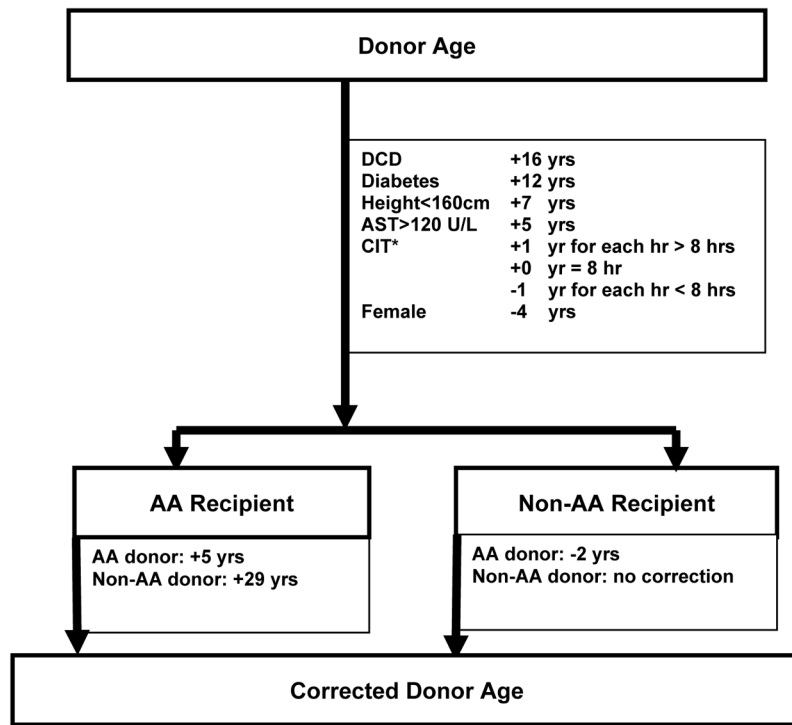 Donor Age
DCD +16 yrs
Diabetes +12 yrs
Height<160cm +7 yrs
AST>120 U/L +5 yrs
CIT* +1 yr for each hr > 8 hrs
+0 yr = 8 hr
-1 yr for each hr < 8 hrs
Female -4 yrs
AA Recipient
Non-AA Recipient
AA donor: +5 yrs
Non-AA donor: +29 yrs
AA donor: -2 yrs
Non-AA donor: no correction
Corrected Donor Age